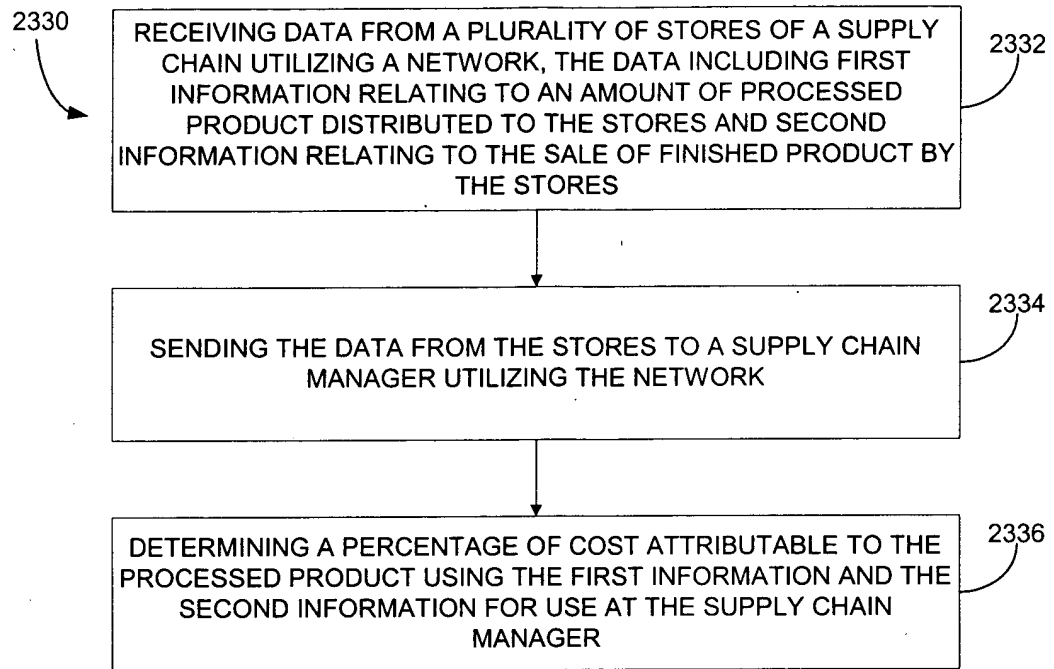 2330
RECEIVING DATA FROM A PLURALITY OF STORES OF A SUPPLY
CHAIN UTILIZING A NETWORK, THE DATA INCLUDING FIRST
INFORMATION RELATING TO AN AMOUNT OF PROCESSED
PRODUCT DISTRIBUTED TO THE STORES AND SECOND
INFORMATION RELATING TO THE SALE OF FINISHED PRODUCT BY
THE STORES
2332
SENDING THE DATA FROM THE STORES TO A SUPPLY CHAIN
MANAGER UTILIZING THE NETWORK
2334
DETERMINING A PERCENTAGE OF COST ATTRIBUTABLE TO THE
PROCESSED PRODUCT USING THE FIRST INFORMATION AND THE
SECOND INFORMATION FOR USE AT THE SUPPLY CHAIN
MANAGER
2336